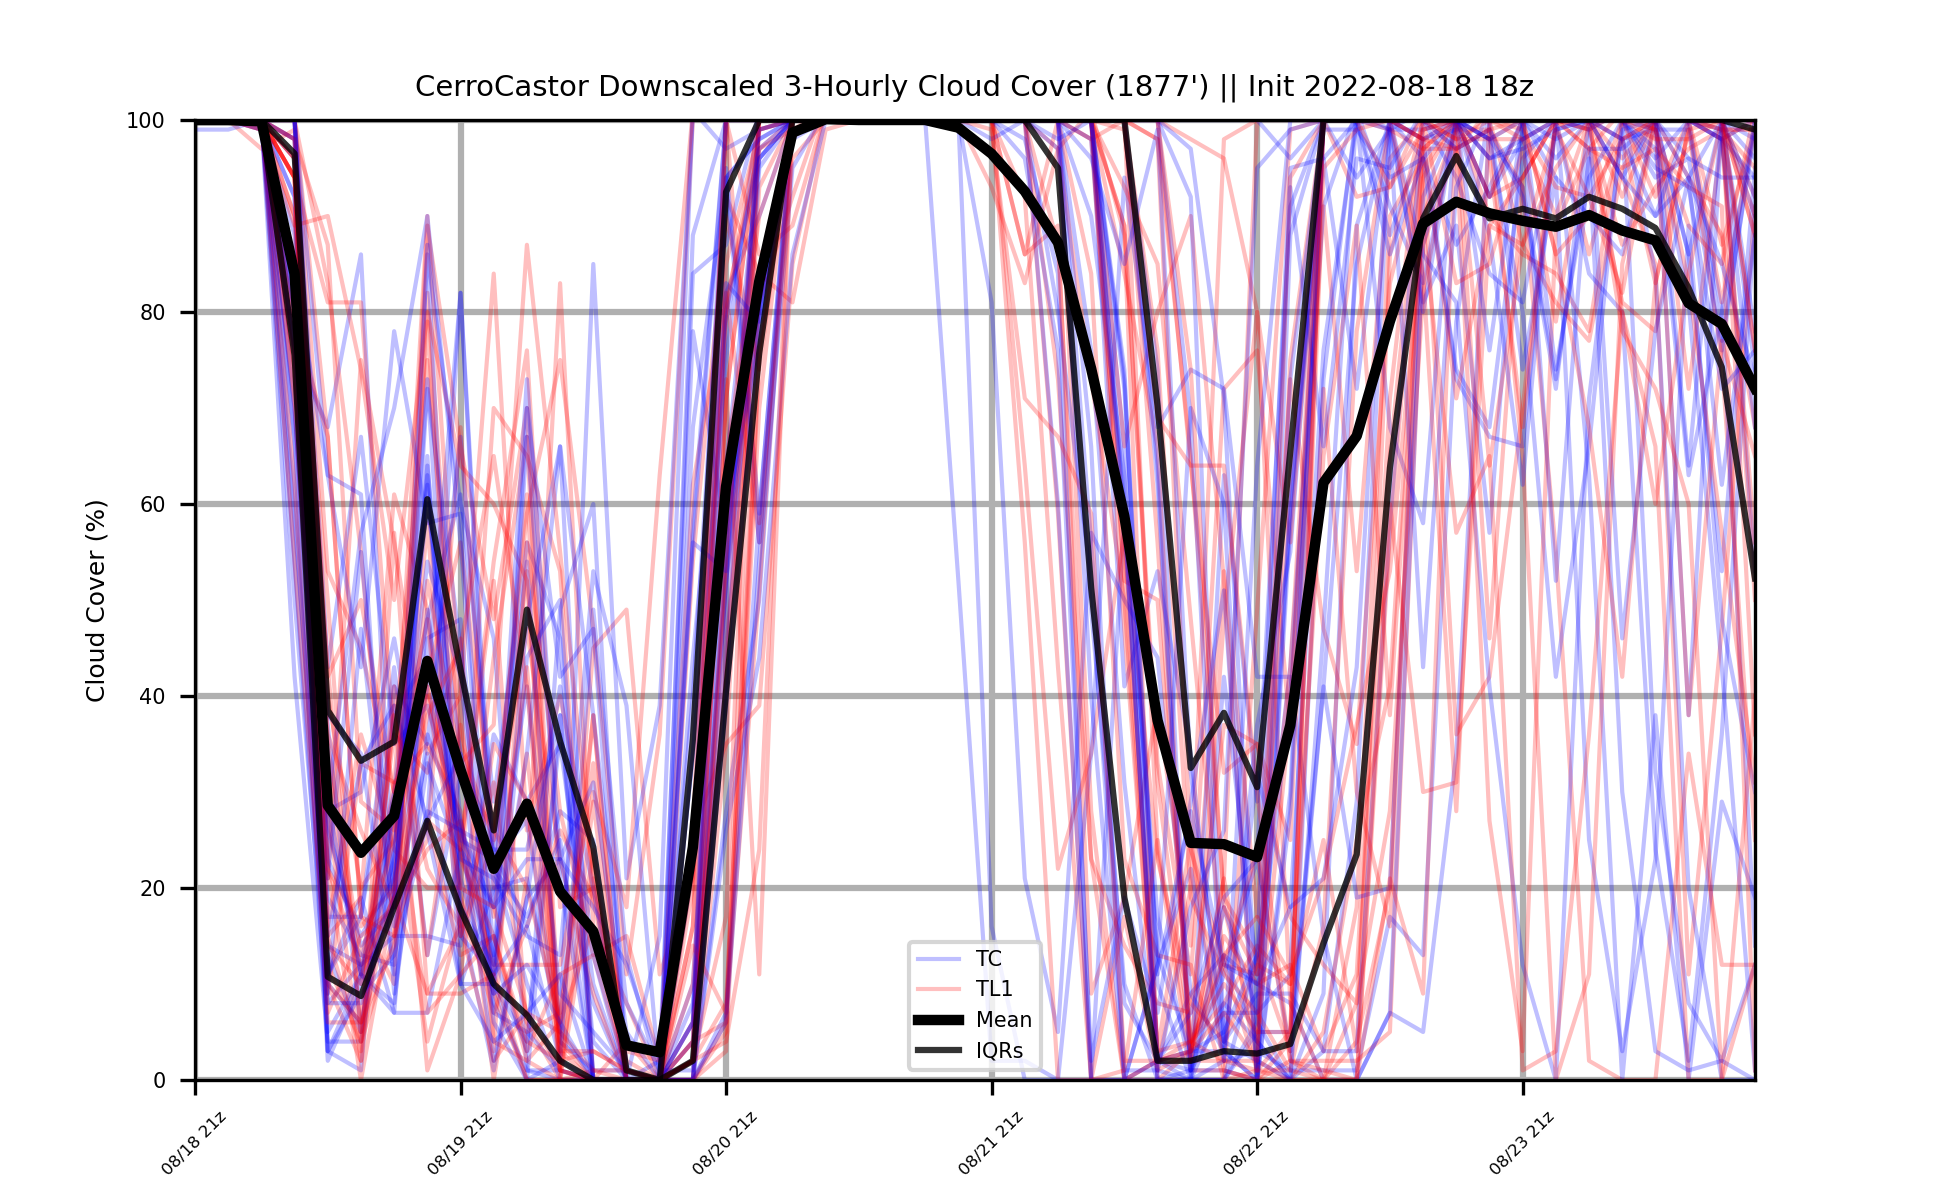 CerroCastor Downscaled 3-Hourly Cloud Cover (1877') || Init 2022-08-18 18z
Cloud Cover (%)
100
80
60
40
20
0
TC
TL1
Mean
IQRs
08/18 21z
08/19 21z
08/20 21z
08/21 21z
08/22 21z
08/23 21z